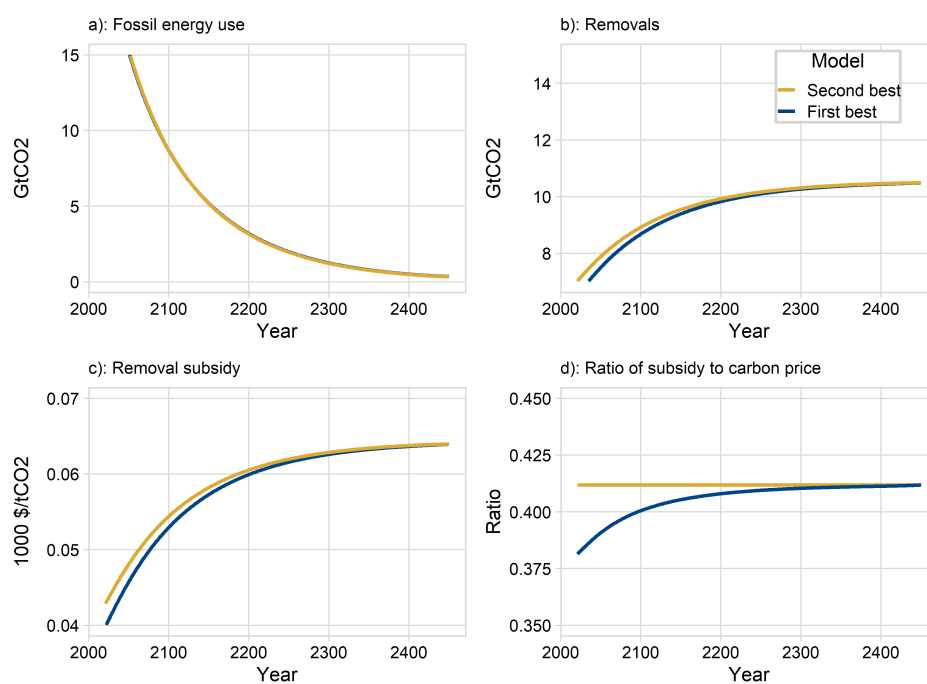 a): Fossil energy use
15
10
5
0
GtCO2
2000 2100 2200 2300 2400
Year
b): Removals
14
12
10
8
GtCO2
Model
Second best
First best
2000 2100 2200 2300 2400
Year
c): Removal subsidy
0.07
0.06
0.05
0.04
1000 $/tCO2
2000 2100 2200 2300 2400
Year
d): Ratio of subsidy to carbon price
0.450
0.425
0.400
0.375
0.350
Ratio
2000 2100 2200 2300 2400
Year